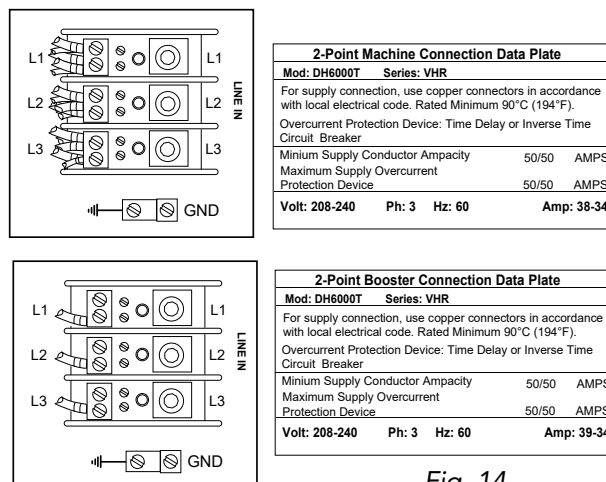 L1
L1
L2
L2
L3
L3
LINE IN
GND
2-Point Machine Connection Data Plate
Mod: DH6000T Series: VHR
For supply connection, use copper connectors in accordance
with local electrical code. Rated Minimum 90°C (194°F).
Overcurrent Protection Device: Time Delay or Inverse Time
Circuit Breaker
Minium Supply Conductor Ampacity 50/50 AMPS
Maximum Supply Overcurrent
Protection Device 50/50 AMPS
Volt: 208-240 Ph: 3 Hz: 60 Amp: 38-34
L1
L1
L2
L2
L3
L3
LINE IN
GND
2-Point Booster Connection Data Plate
Mod: DH6000T Series: VHR
For supply connection, use copper connectors in accordance
with local electrical code. Rated Minimum 90°C (194°F).
Overcurrent Protection Device: Time Delay or Inverse Time
Circuit Breaker
Minium Supply Conductor Ampacity 50/50 AMPS
Maximum Supply Overcurrent
Protection Device 50/50 AMPS
Volt: 208-240 Ph: 3 Hz: 60 Amp: 39-34
Fig. 14